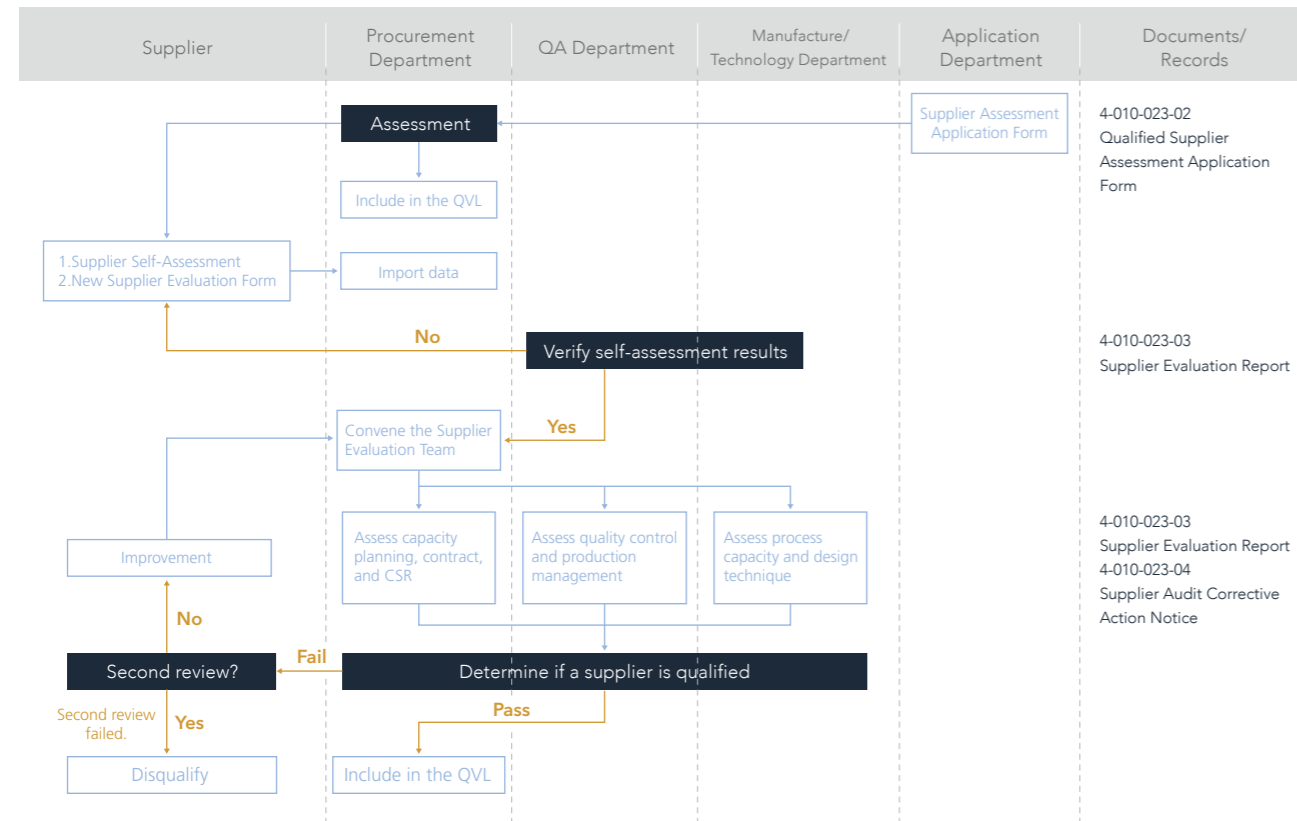 Supplier
Procurement
Department
QA Department
Manufacture/
Technology Department
Application
Department
Documents/
Records
Assessment
Supplier Assessment
Application Form
4-010-023-02
Qualified Supplier
Assessment Application
Form
Include in the QVL
1.Supplier Self-Assessment
2.New Supplier Evaluation Form
Import data
No
Verify self-assessment results
4-010-023-03
Supplier Evaluation Report
Yes
Convene the Supplier
Evaluation Team
Improvement
Assess capacity
planning, contract,
and CSR
Assess quality control
and production
management
Assess process
capacity and design
technique
4-010-023-03
Supplier Evaluation Report
4-010-023-04
Supplier Audit Corrective
Action Notice
No
Second review?
Fail
Determine if a supplier is qualified
Second review
failed.
Yes
Pass
Disqualify
Include in the QVL